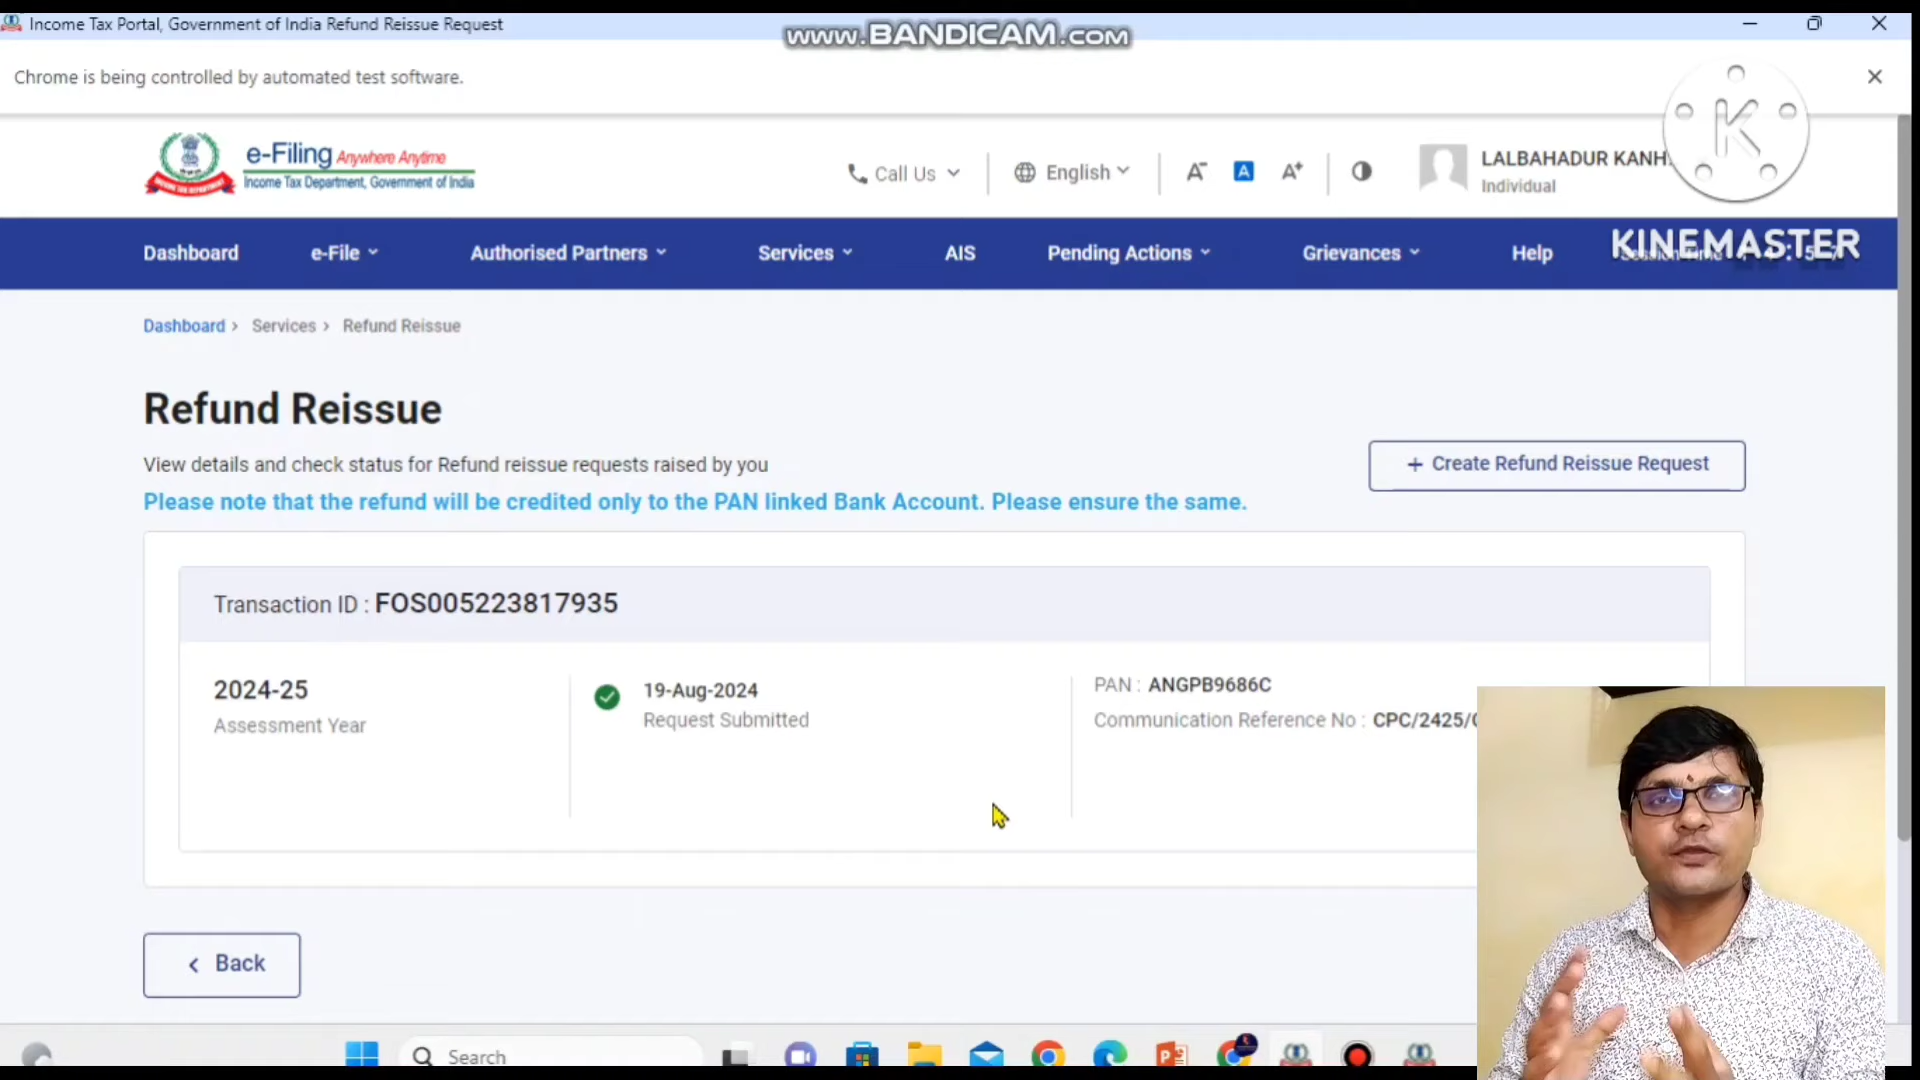 Income Tax Portal, Government of India Refund Reissue Request
www.BANDICAM.com
Chrome is being controlled by automated test software.
e-Filing Anywhere Anytime
Income Tax Department, Government of India
Call Us
English
A-
A
A+
LALBAHADUR KANH
Individual
K
Dashboard
e-File
Authorised Partners
Services
AIS
Pending Actions
Grievances
Help
KINEMASTER
Dashboard > Services > Refund Reissue
Refund Reissue
View details and check status for Refund reissue requests raised by you
+ Create Refund Reissue Request
Please note that the refund will be credited only to the PAN linked Bank Account. Please ensure the same.
Transaction ID : FOS005223817935
2024-25
Assessment Year
19-Aug-2024
Request Submitted
PAN : ANGPB9686C
Communication Reference No : CPC/2425/
< Back
Search